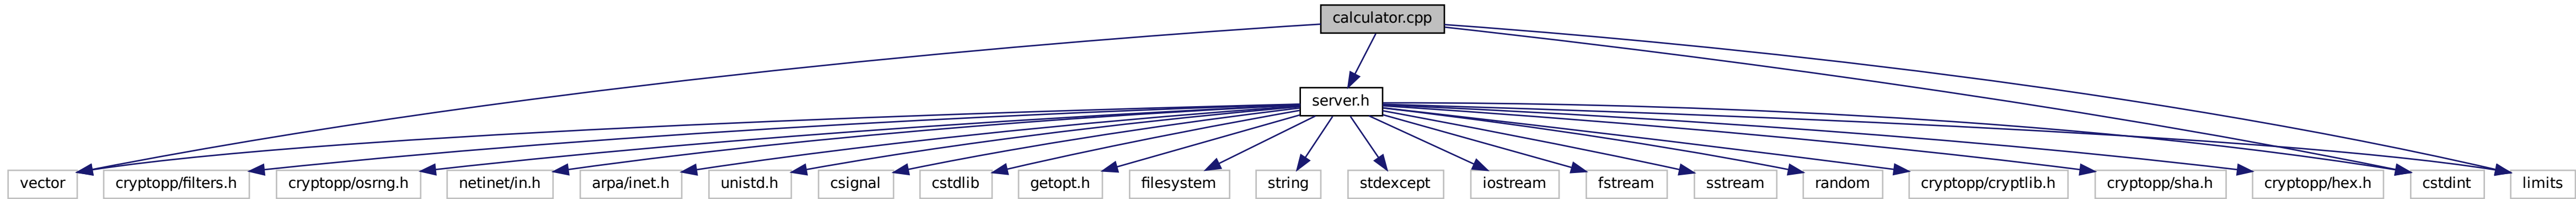 calculator.cpp
server.h
vector
cryptopp/filters.h
cryptopp/osrng.h
netinet/in.h
arpa/inet.h
unistd.h
csignal
cstdlib
getopt.h
filesystem
string
stdexcept
iostream
fstream
sstream
random
cryptopp/cryptlib.h
cryptopp/sha.h
cryptopp/hex.h
cstdint
limits